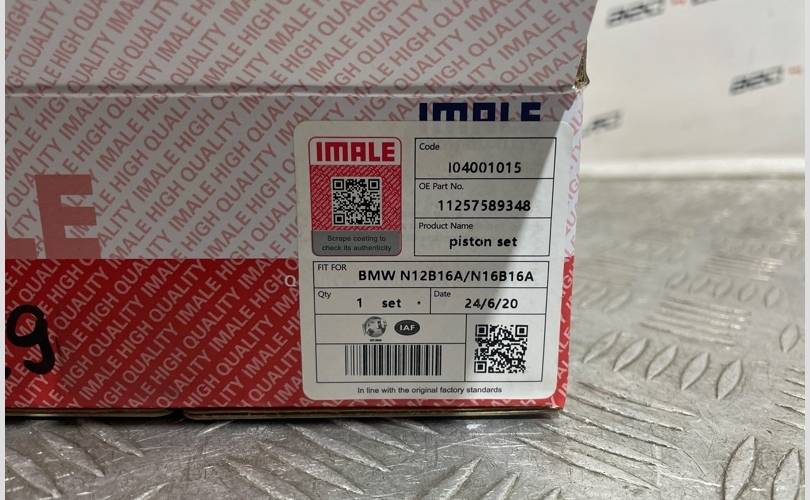 IMALE HIGH QUALITY IMALE HIGH QUALITY
IMALE
IMALE
Scrape coating to
check its authenticity
Code
I04001015
OE Part No.
11257589348
Product Name
piston set
FIT FOR
BMW N12B16A/N16B16A
Qty
1 set
Date
24/6/20
IAF
In line with the original factory standards
LE
9